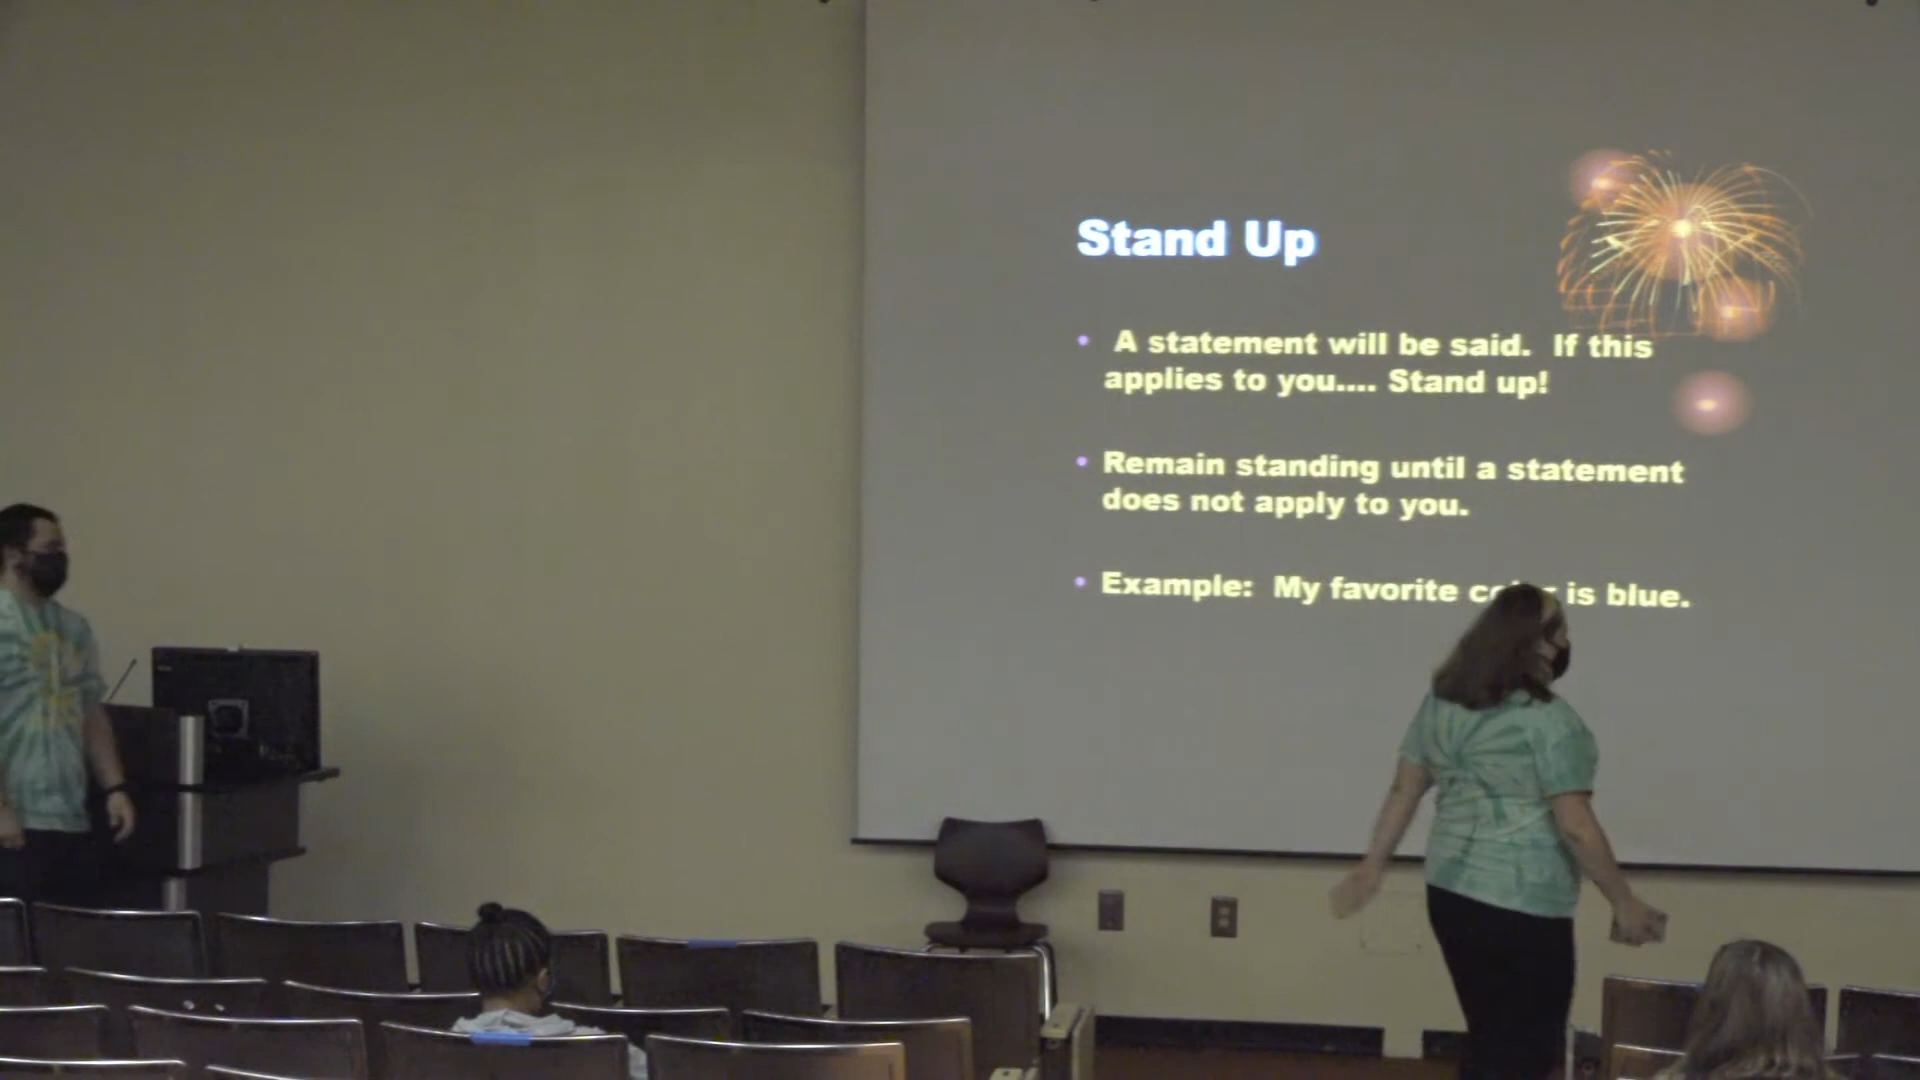 Stand Up
• A statement will be said. If this
applies to you.... Stand up!
• Remain standing until a statement
does not apply to you.
• Example: My favorite is blue.